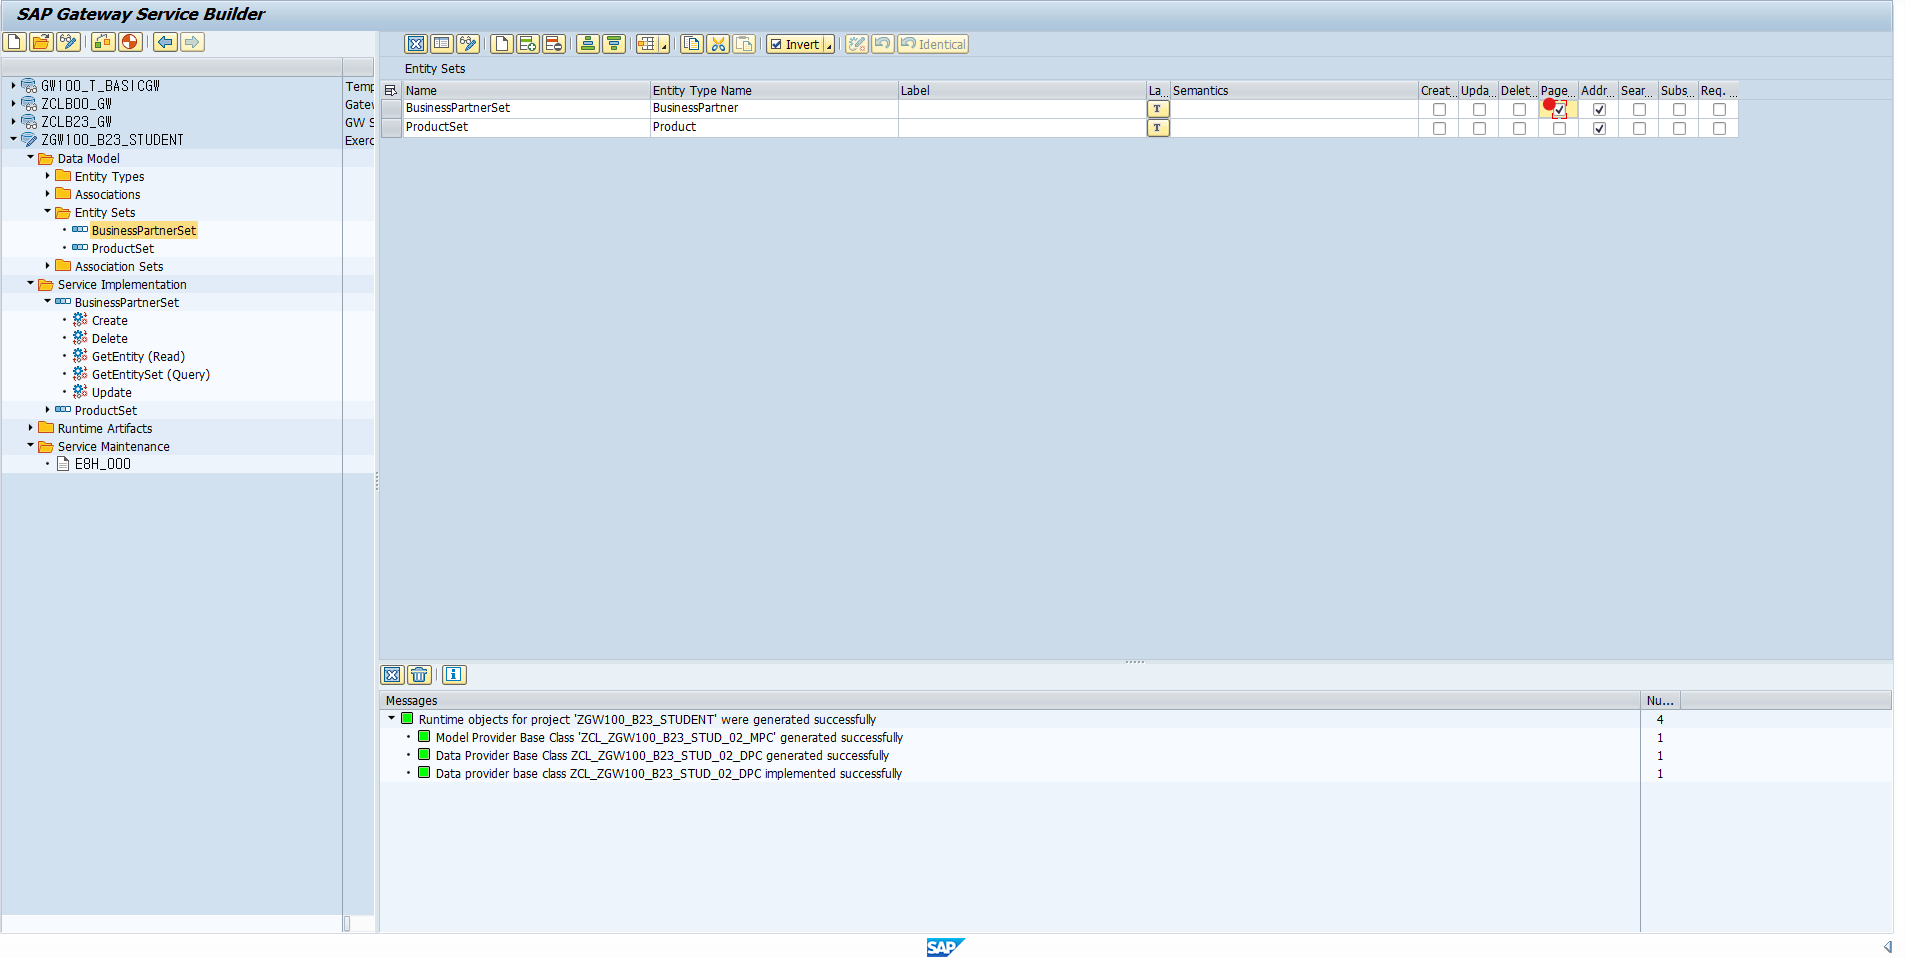 SAP Gateway Service Builder
Invert
Identical
Entity Sets
Name Entity Type Name Label La... Semantics Creat... Upda... Delet... Page... Addr... Sear... Subs... Req. ...
BusinessPartnerSet BusinessPartner T
ProductSet Product T
GW100_T_BASICGW Temp
ZCLB00_GW Gatew
ZCLB23_GW GW S
ZGW100_B23_STUDENT Exerc
Data Model
Entity Types
Associations
Entity Sets
BusinessPartnerSet
ProductSet
Association Sets
Service Implementation
BusinessPartnerSet
Create
Delete
GetEntity (Read)
GetEntitySet (Query)
Update
ProductSet
Runtime Artifacts
Service Maintenance
E8H_000
Messages Nu...
Runtime objects for project 'ZGW100_B23_STUDENT' were generated successfully 4
Model Provider Base Class 'ZCL_ZGW100_B23_STUD_02_MPC' generated successfully 1
Data Provider Base Class ZCL_ZGW100_B23_STUD_02_DPC generated successfully 1
Data provider base class ZCL_ZGW100_B23_STUD_02_DPC implemented successfully 1
SAP